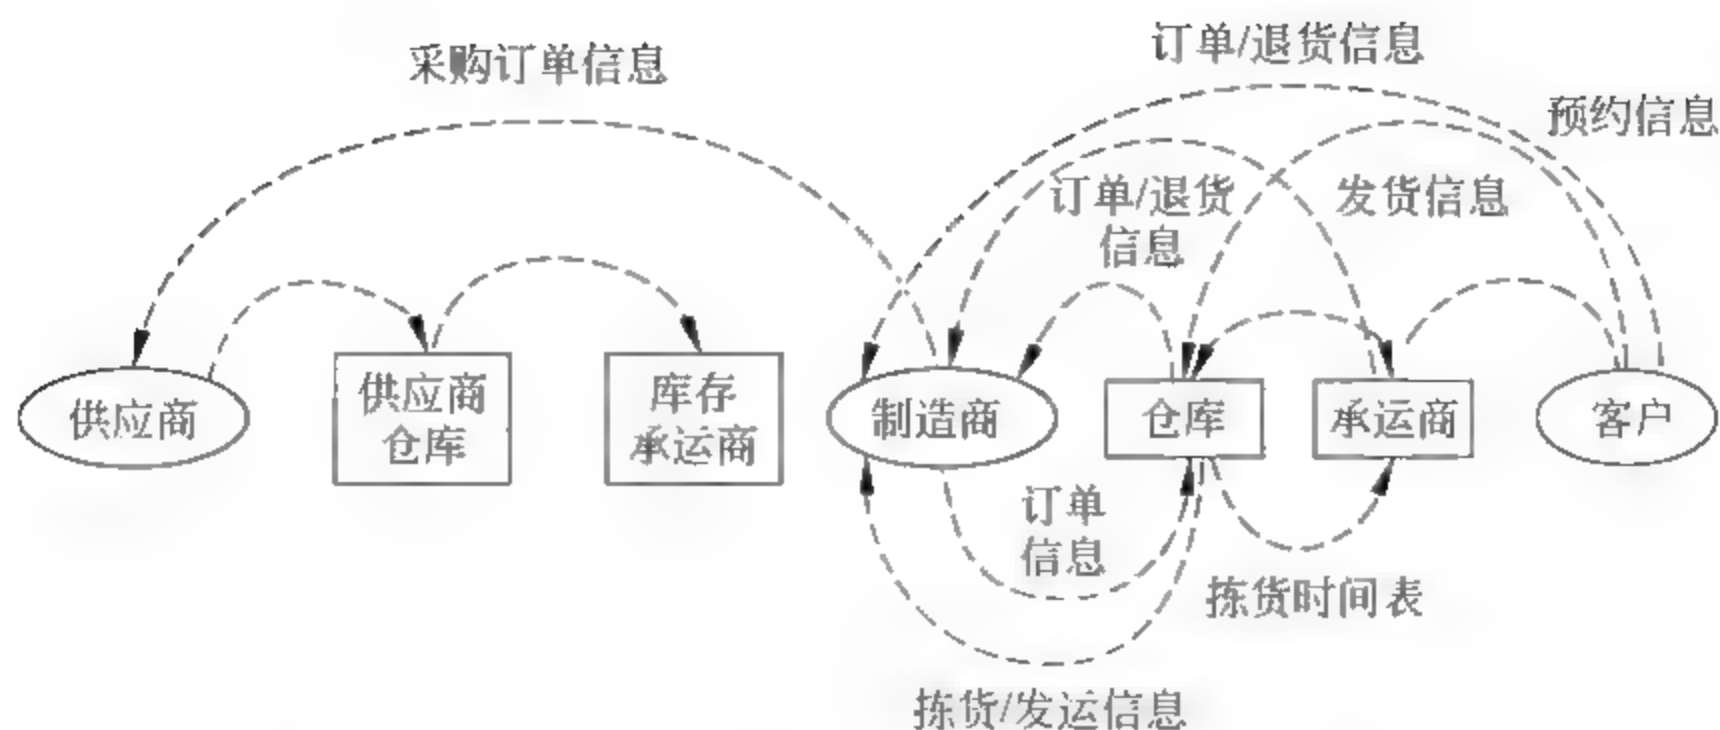 采购订单信息
订单/退货信息
预约信息
订单/退货
信息
发货信息
供应商
供应商
仓库
库存
承运商
制造商
仓库
承运商
客户
订单
信息
拣货时间表
拣货/发运信息